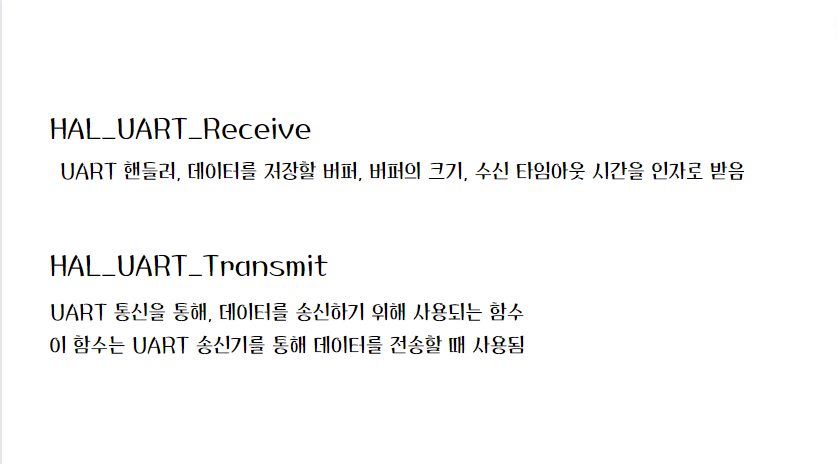 HAL_UART_Receive
UART 핸들러, 데이터를 저장할 버퍼, 버퍼의 크기, 수신 타임아웃 시간을 인자로 받음
HAL_UART_Transmit
UART 통신을 통해, 데이터를 송신하기 위해 사용되는 함수
이 함수는 UART 송신기를 통해 데이터를 전송할 때 사용됨